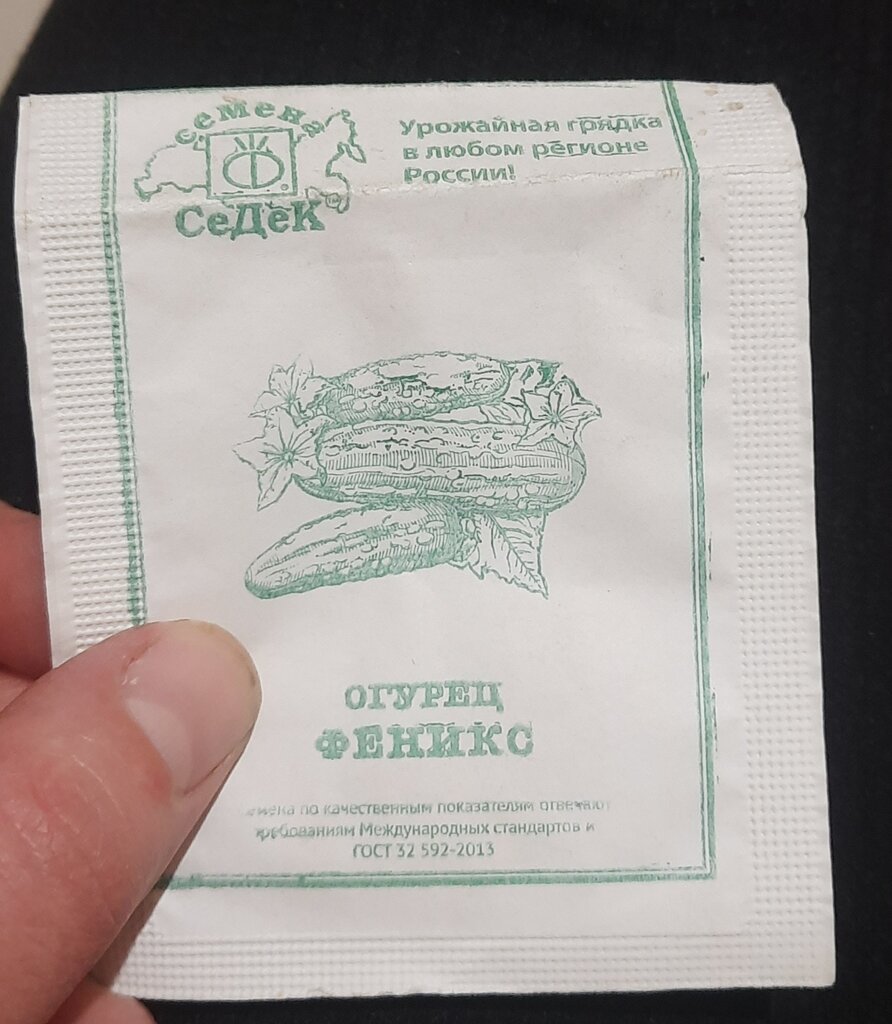 семена
СеДеК
Урожайная грядка
в любом регионе
России!
ОГУРЕЦ
ФЕНИКС
по качественным показателям отвечают
требованиям Международных стандартов и
ГОСТ 32 592-2013